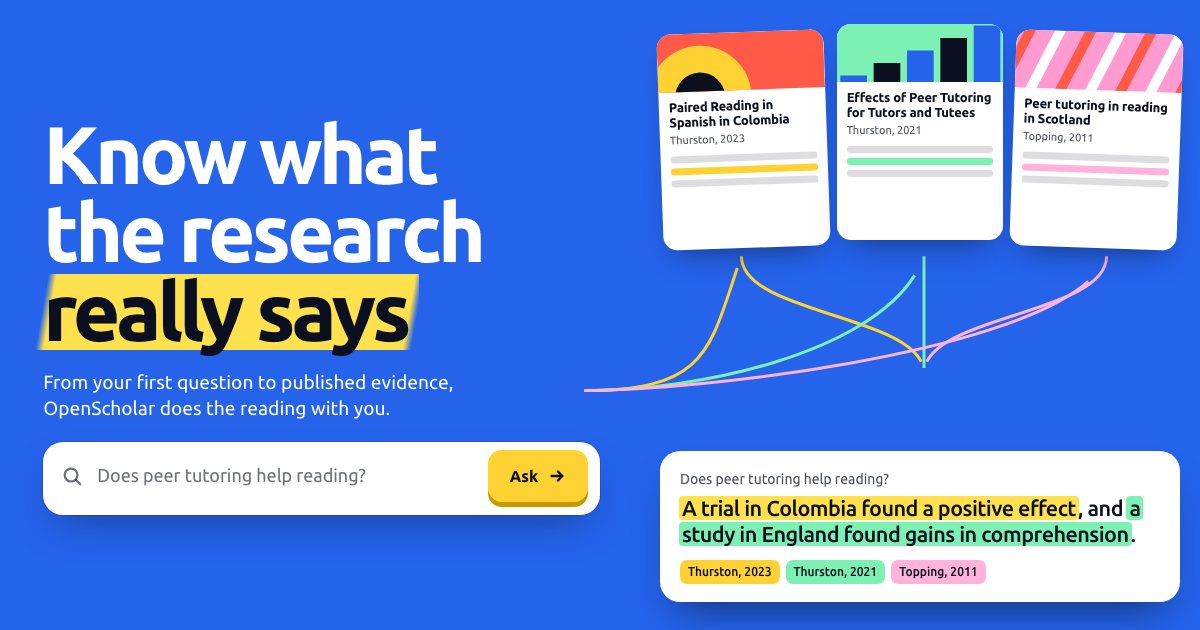 Know what
the research
really says
From your first question to published evidence,
OpenScholar does the reading with you.
Does peer tutoring help reading?
Ask →
Paired Reading in
Spanish in Colombia
Thurston, 2023
Effects of Peer Tutoring
for Tutors and Tutees
Thurston, 2021
Peer tutoring in reading
in Scotland
Topping, 2011
Does peer tutoring help reading?
A trial in Colombia found a positive effect, and a
study in England found gains in comprehension.
Thurston, 2023 Thurston, 2021 Topping, 2011